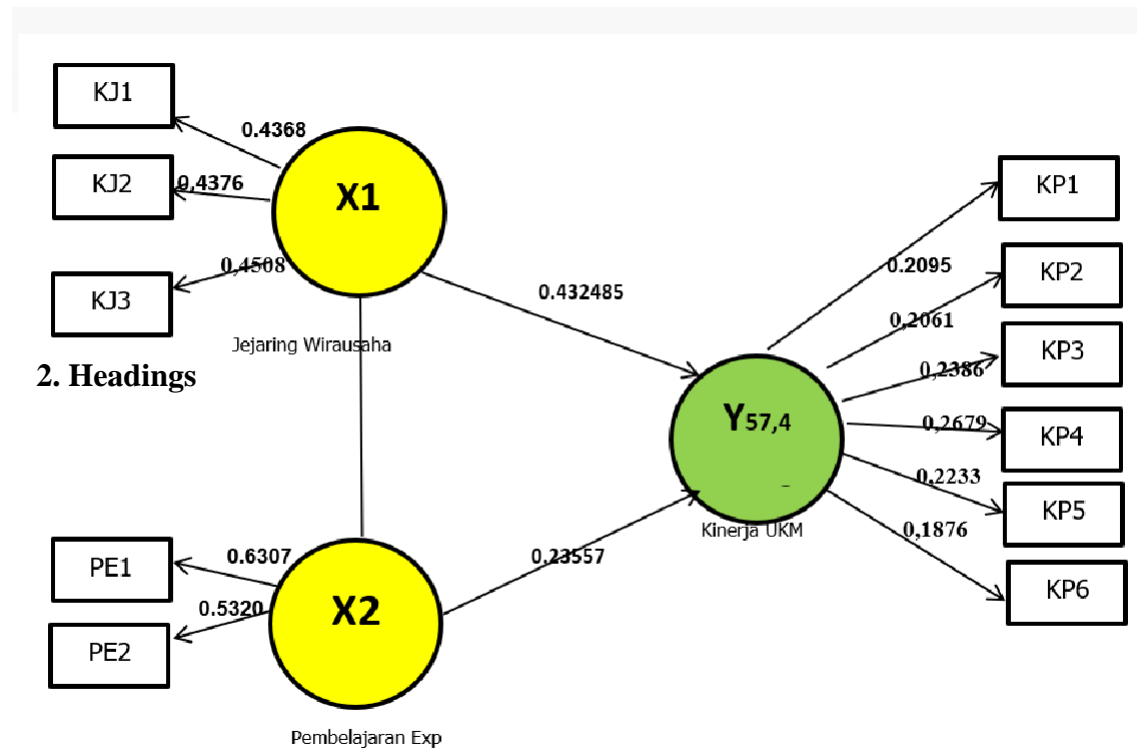 KJ1
0.4368
KJ2
0,4376
X1
KP1
KJ3
0,4508
0.2095
KP2
0.432485
0,2061
Jejaring Wirausaha
KP3
0,2386
2. Headings
Y57,4
0,2679
KP4
0,2233
KP5
Kinerja UKM
0,1876
KP6
PE1
0.6307
0.23557
0.5320
X2
PE2
Pembelajaran Exp